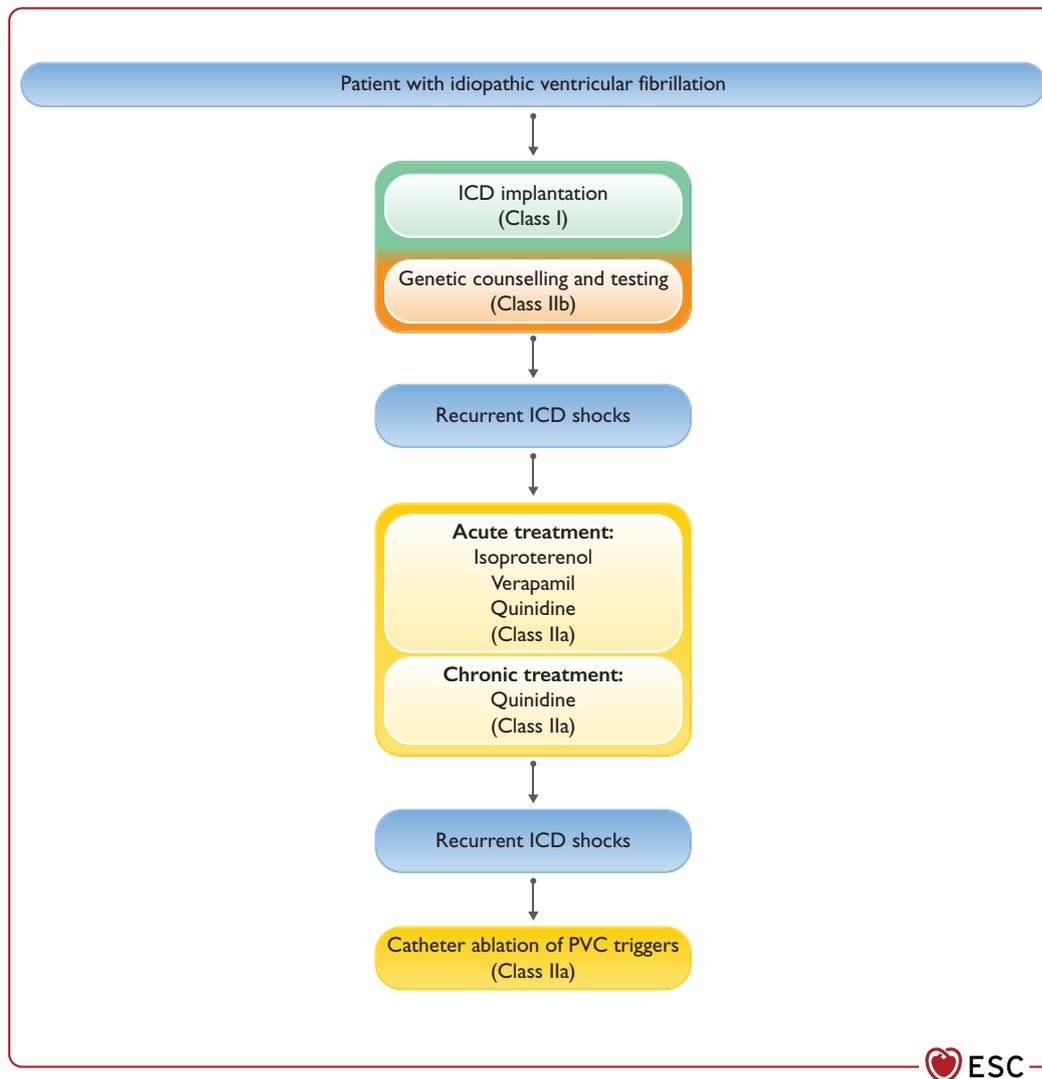 Patient with idiopathic ventricular fibrillation
ICD implantation
(Class I)
Genetic counselling and testing
(Class IIb)
Recurrent ICD shocks
Acute treatment:
Isoproterenol
Verapamil
Quinidine
(Class IIa)
Chronic treatment:
Quinidine
(Class IIa)
Recurrent ICD shocks
Catheter ablation of PVC triggers
(Class IIa)
ESC